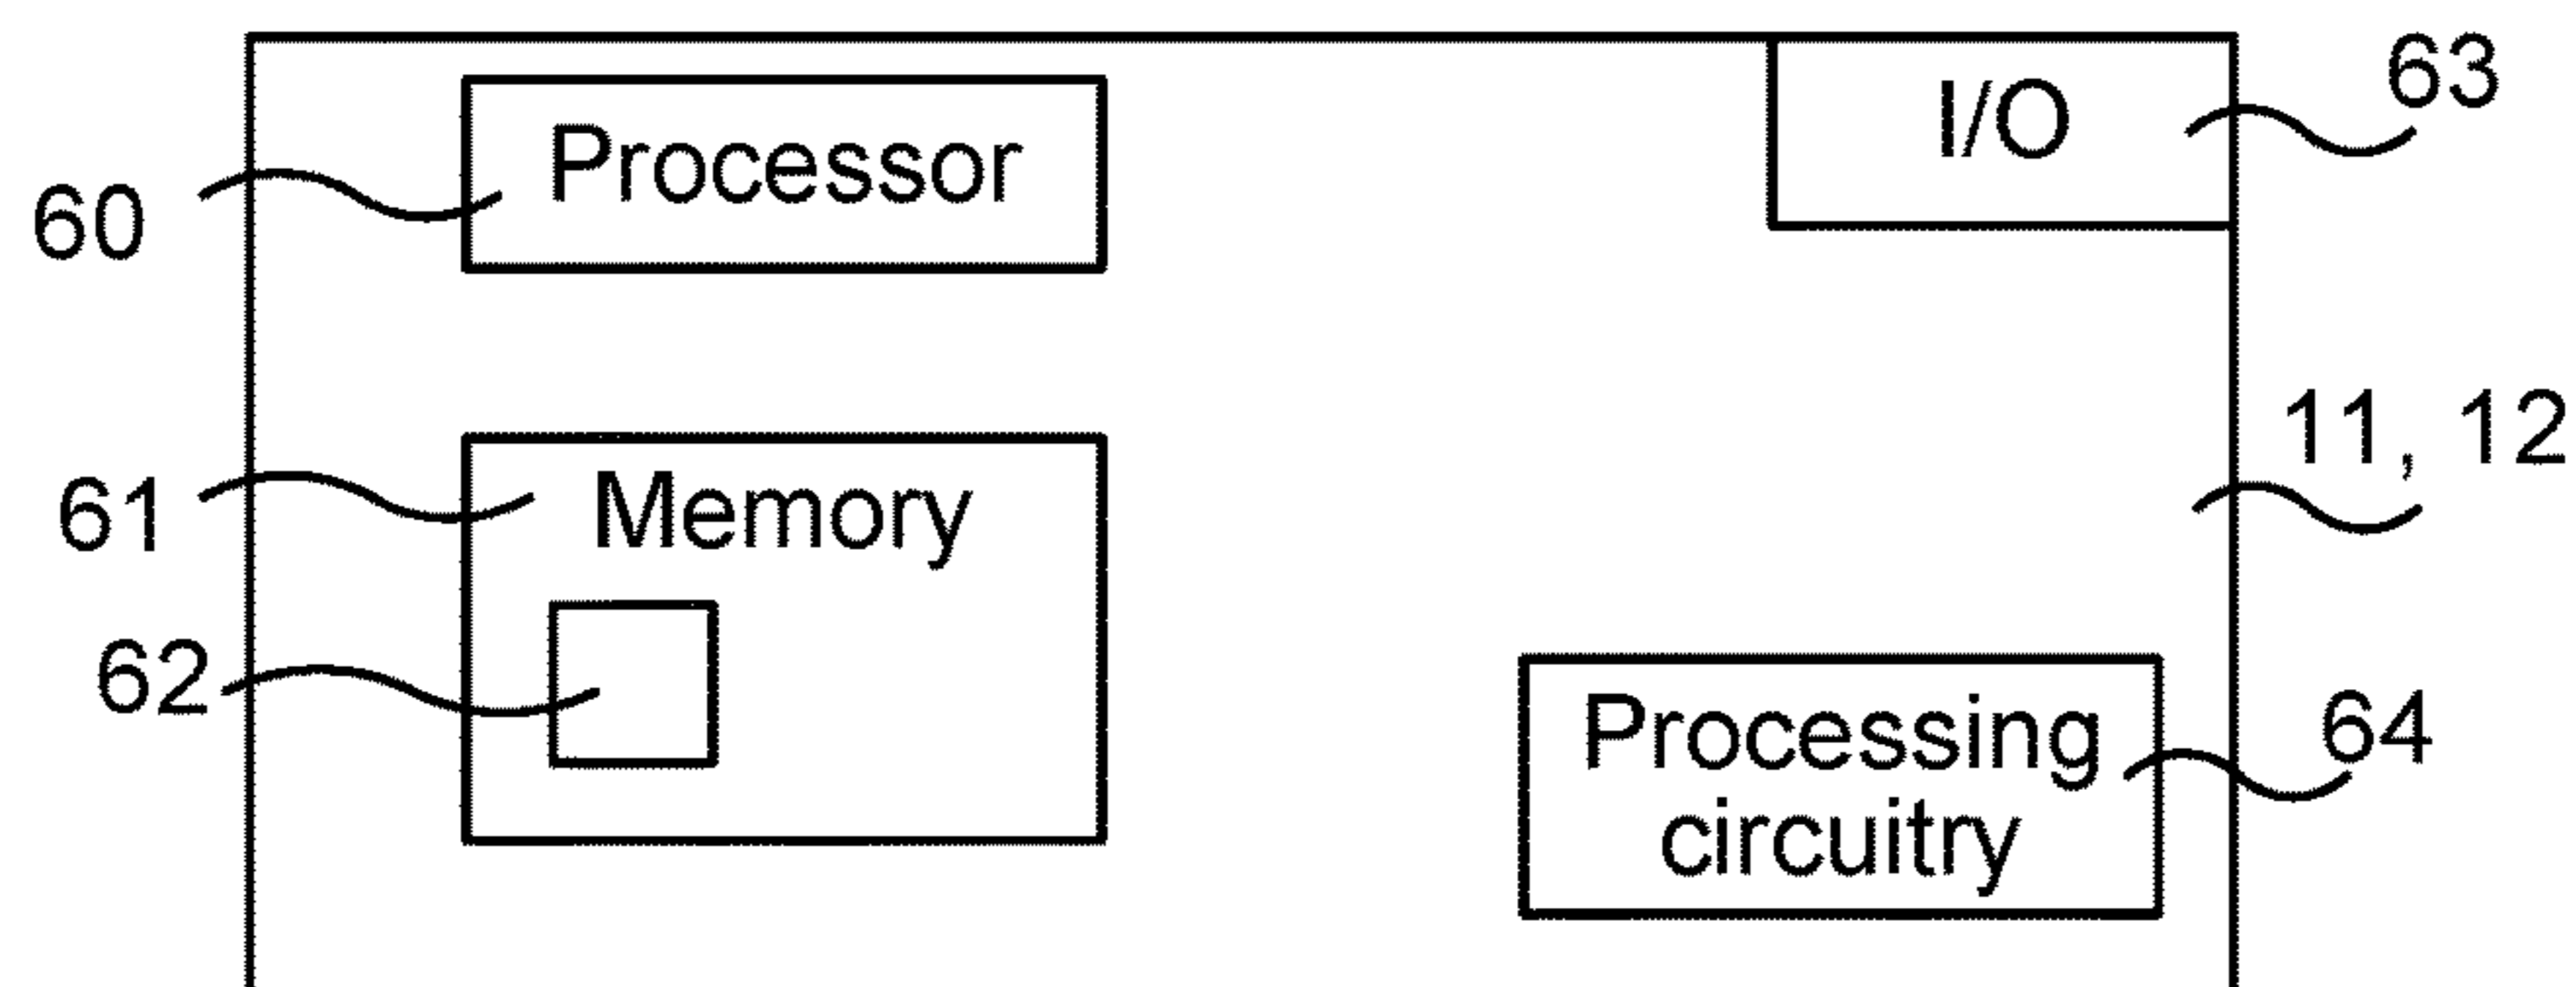 63
I/O
Processor
60
11, 12
Memory
61
62
Processing
circuitry
64